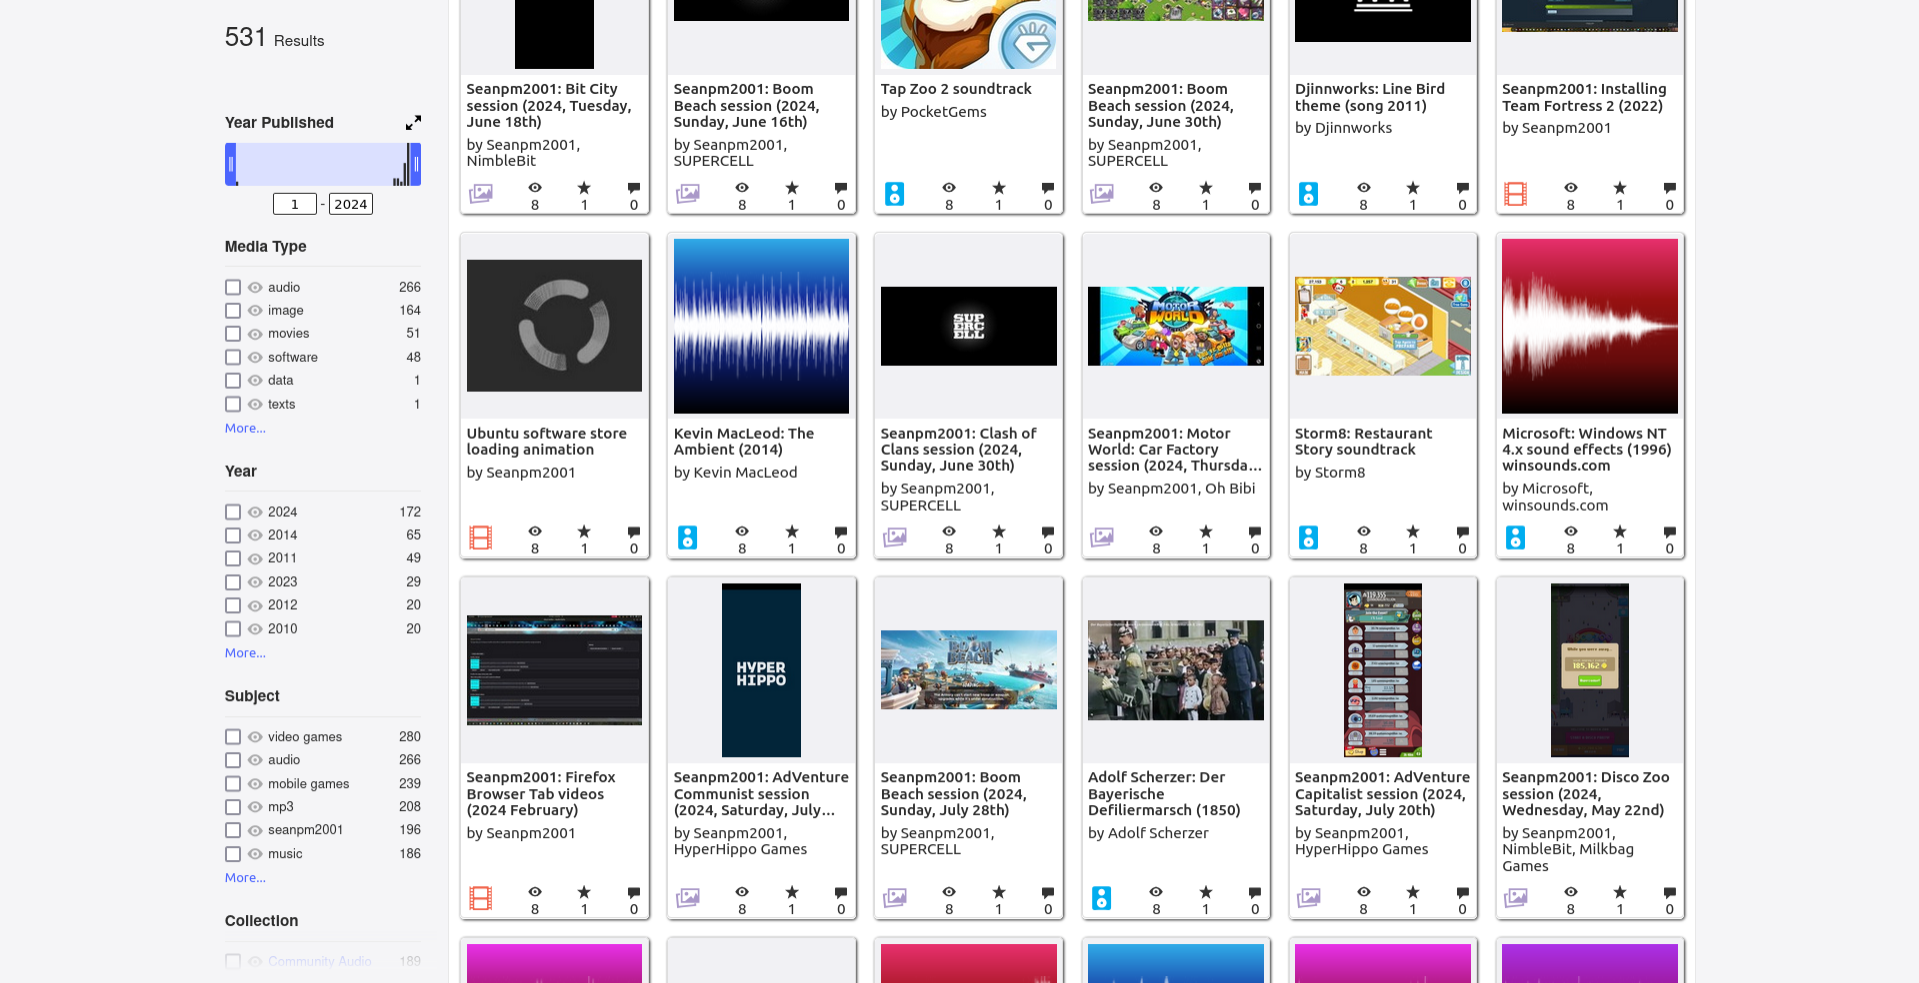 531 Results
Year Published
1 - 2024
Media Type
audio 266
image 164
movies 51
software 48
data 1
texts 1
More...
Year
2024 172
2014 65
2011 49
2023 29
2012 20
2010 20
More...
Subject
video games 280
audio 266
mobile games 239
mp3 208
seanpm2001 196
music 186
More...
Collection
Community Audio 189
Seanpm2001: Bit City
session (2024, Tuesday,
June 18th)
by Seanpm2001,
NimbleBit
8 1 0
Seanpm2001: Boom
Beach session (2024,
Sunday, June 16th)
by Seanpm2001,
SUPERCELL
8 1 0
Tap Zoo 2 soundtrack
by PocketGems
8 1 0
Seanpm2001: Boom
Beach session (2024,
Sunday, June 30th)
by Seanpm2001,
SUPERCELL
8 1 0
Djinnworks: Line Bird
theme (song 2011)
by Djinnworks
8 1 0
Seanpm2001: Installing
Team Fortress 2 (2022)
by Seanpm2001
8 1 0
Ubuntu software store
loading animation
by Seanpm2001
8 1 0
Kevin MacLeod: The
Ambient (2014)
by Kevin MacLeod
8 1 0
SUP
ERC
ELL
Seanpm2001: Clash of
Clans session (2024,
Sunday, June 30th)
by Seanpm2001,
SUPERCELL
8 1 0
MOTOR
WORLD
Seanpm2001: Motor
World: Car Factory
session (2024, Thursda...
by Seanpm2001, Oh Bibi
8 1 0
Storm8: Restaurant
Story soundtrack
by Storm8
8 1 0
Microsoft: Windows NT
4.x sound effects (1996)
winsounds.com
by Microsoft,
winsounds.com
8 1 0
Seanpm2001: Firefox
Browser Tab videos
(2024 February)
by Seanpm2001
8 1 0
HYPER
HIPPO
Seanpm2001: AdVenture
Communist session
(2024, Saturday, July...
by Seanpm2001,
HyperHippo Games
8 1 0
BOOM
BEACH
Seanpm2001: Boom
Beach session (2024,
Sunday, July 28th)
by Seanpm2001,
SUPERCELL
8 1 0
Adolf Scherzer: Der
Bayerische
Defiliermarsch (1850)
by Adolf Scherzer
8 1 0
Seanpm2001: AdVenture
Capitalist session (2024,
Saturday, July 20th)
by Seanpm2001,
HyperHippo Games
8 1 0
While you were away...
185,162
Seanpm2001: Disco Zoo
session (2024,
Wednesday, May 22nd)
by Seanpm2001,
NimbleBit, Milkbag
Games
8 1 0